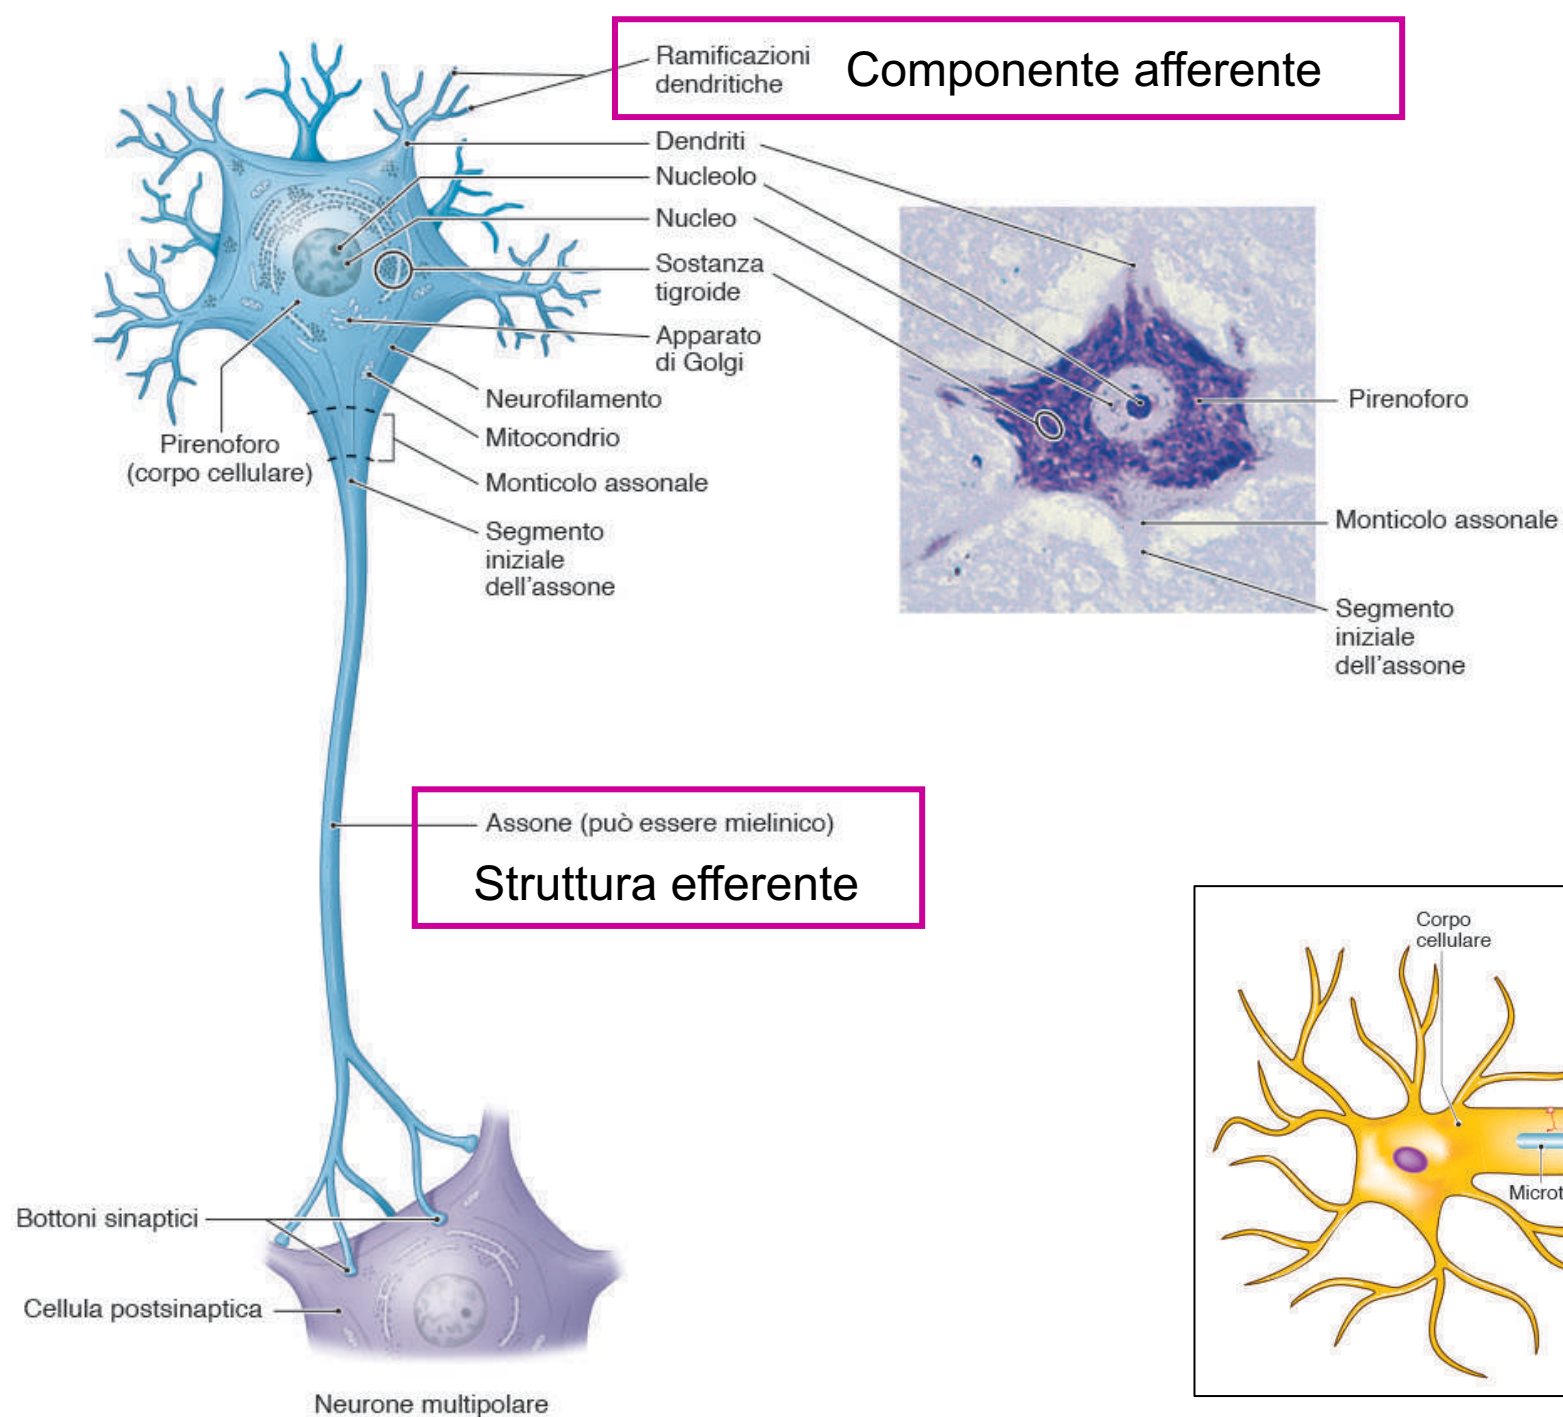 Ramificazioni
dendritiche
Componente afferente
Dendriti
Nucleolo
Nucleo
Sostanza
tigroide
Apparato
di Golgi
Neurofilamento
Mitocondrio
Monticolo assonale
Segmento
iniziale
dell'assone
Pirenoforo
(corpo cellulare)
Pirenoforo
Monticolo assonale
Segmento
iniziale
dell'assone
Assone (può essere mielinico)
Struttura efferente
Bottoni sinaptici
Cellula postsinaptica
Neurone multipolare
Corpo
cellulare
Microt